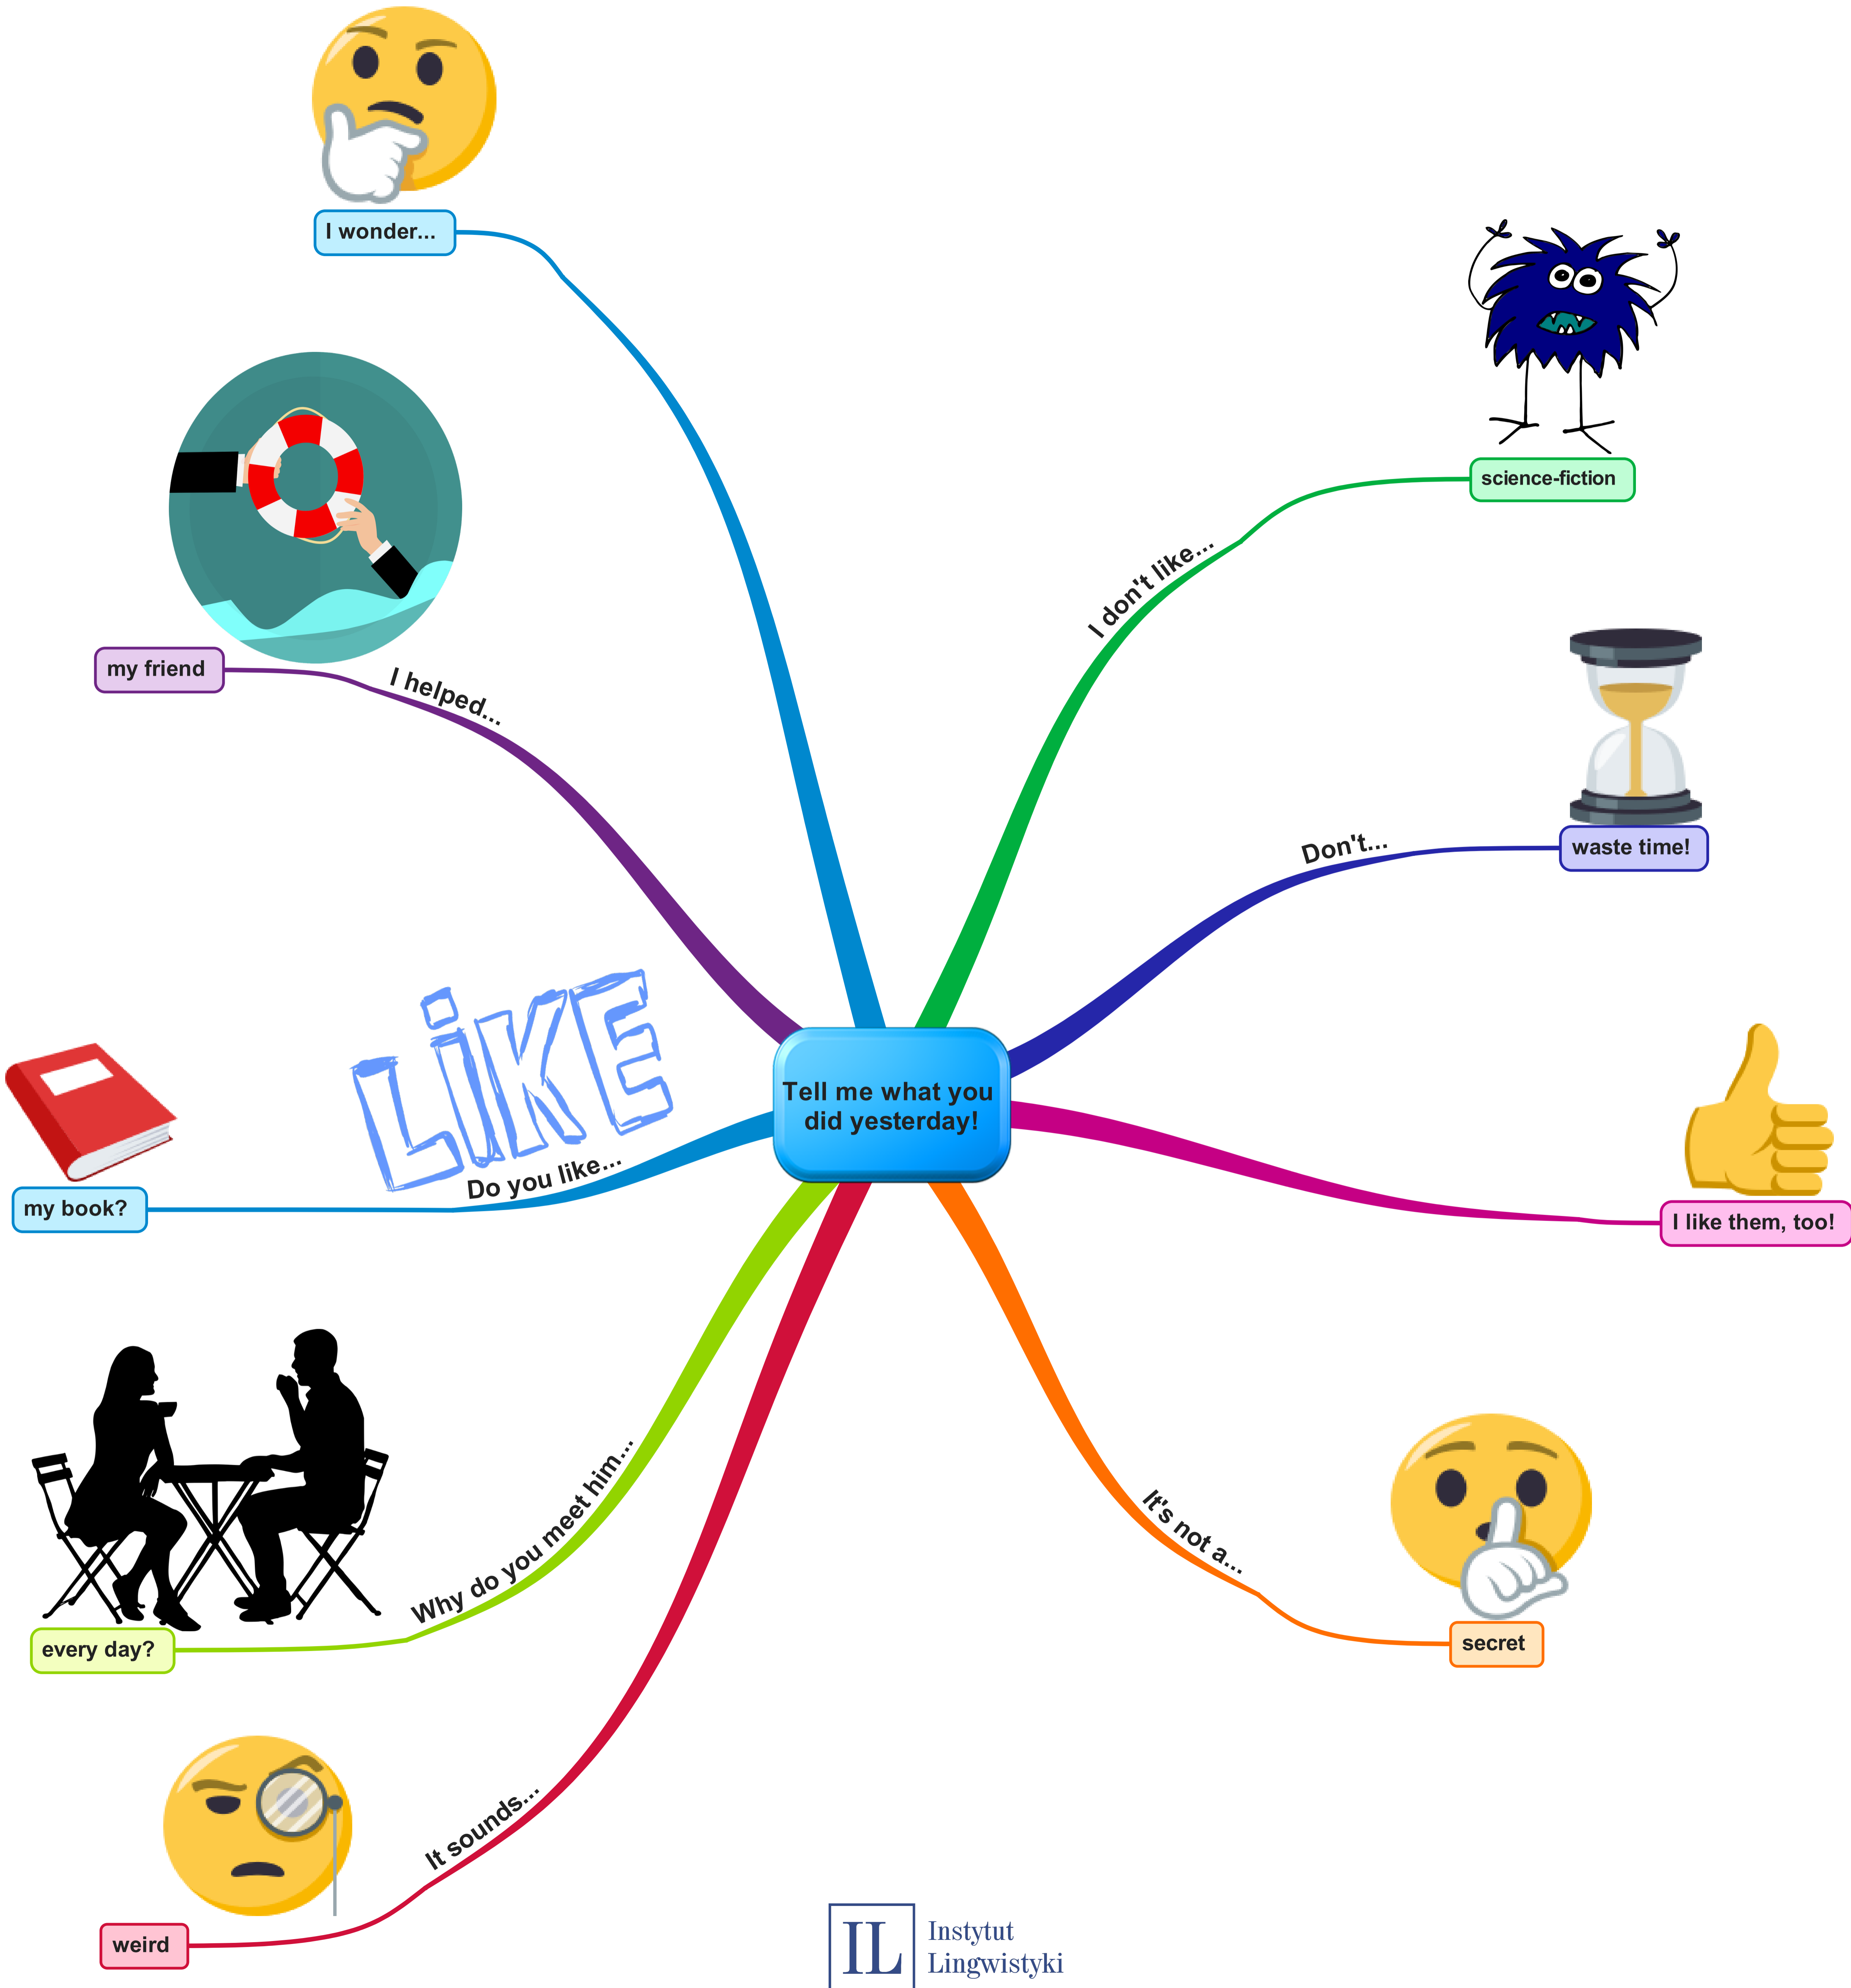 I wonder...
science-fiction
I don't like...
my friend
I helped...
Don't...
waste time!
LiKE
Tell me what you
did yesterday!
Do you like...
my book?
I like them, too!
Why do you meet him...
every day?
It's not a...
secret
It sounds...
weird
IL
Instytut
Lingwistyki